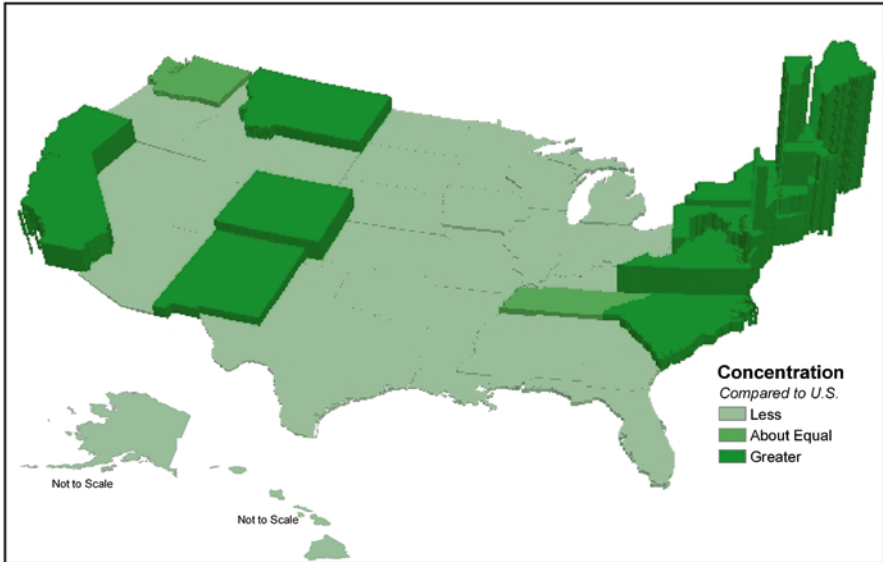 Concentration
Compared to U.S.
Less
About Equal
Greater
Not to Scale
Not to Scale